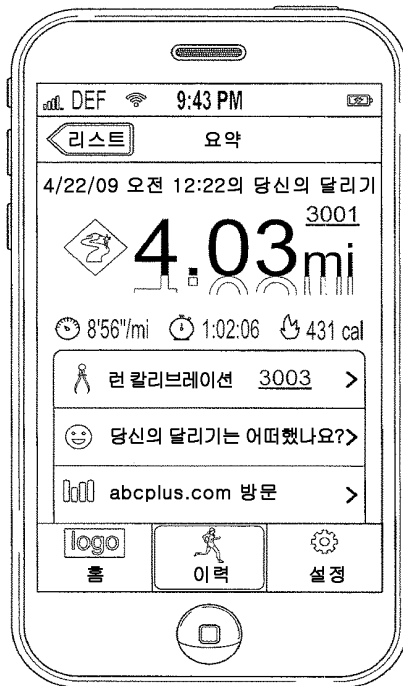 DEF 9:43 PM
리스트 요약
4/22/09 오전 12:22의 당신의 달리기
3001
4.03mi
8'56"/mi 1:02:06 431 cal
런 칼리브레이션 3003 >
당신의 달리기는 어떠했나요?>
abcplus.com 방문 >
logo
홈 이력 설정